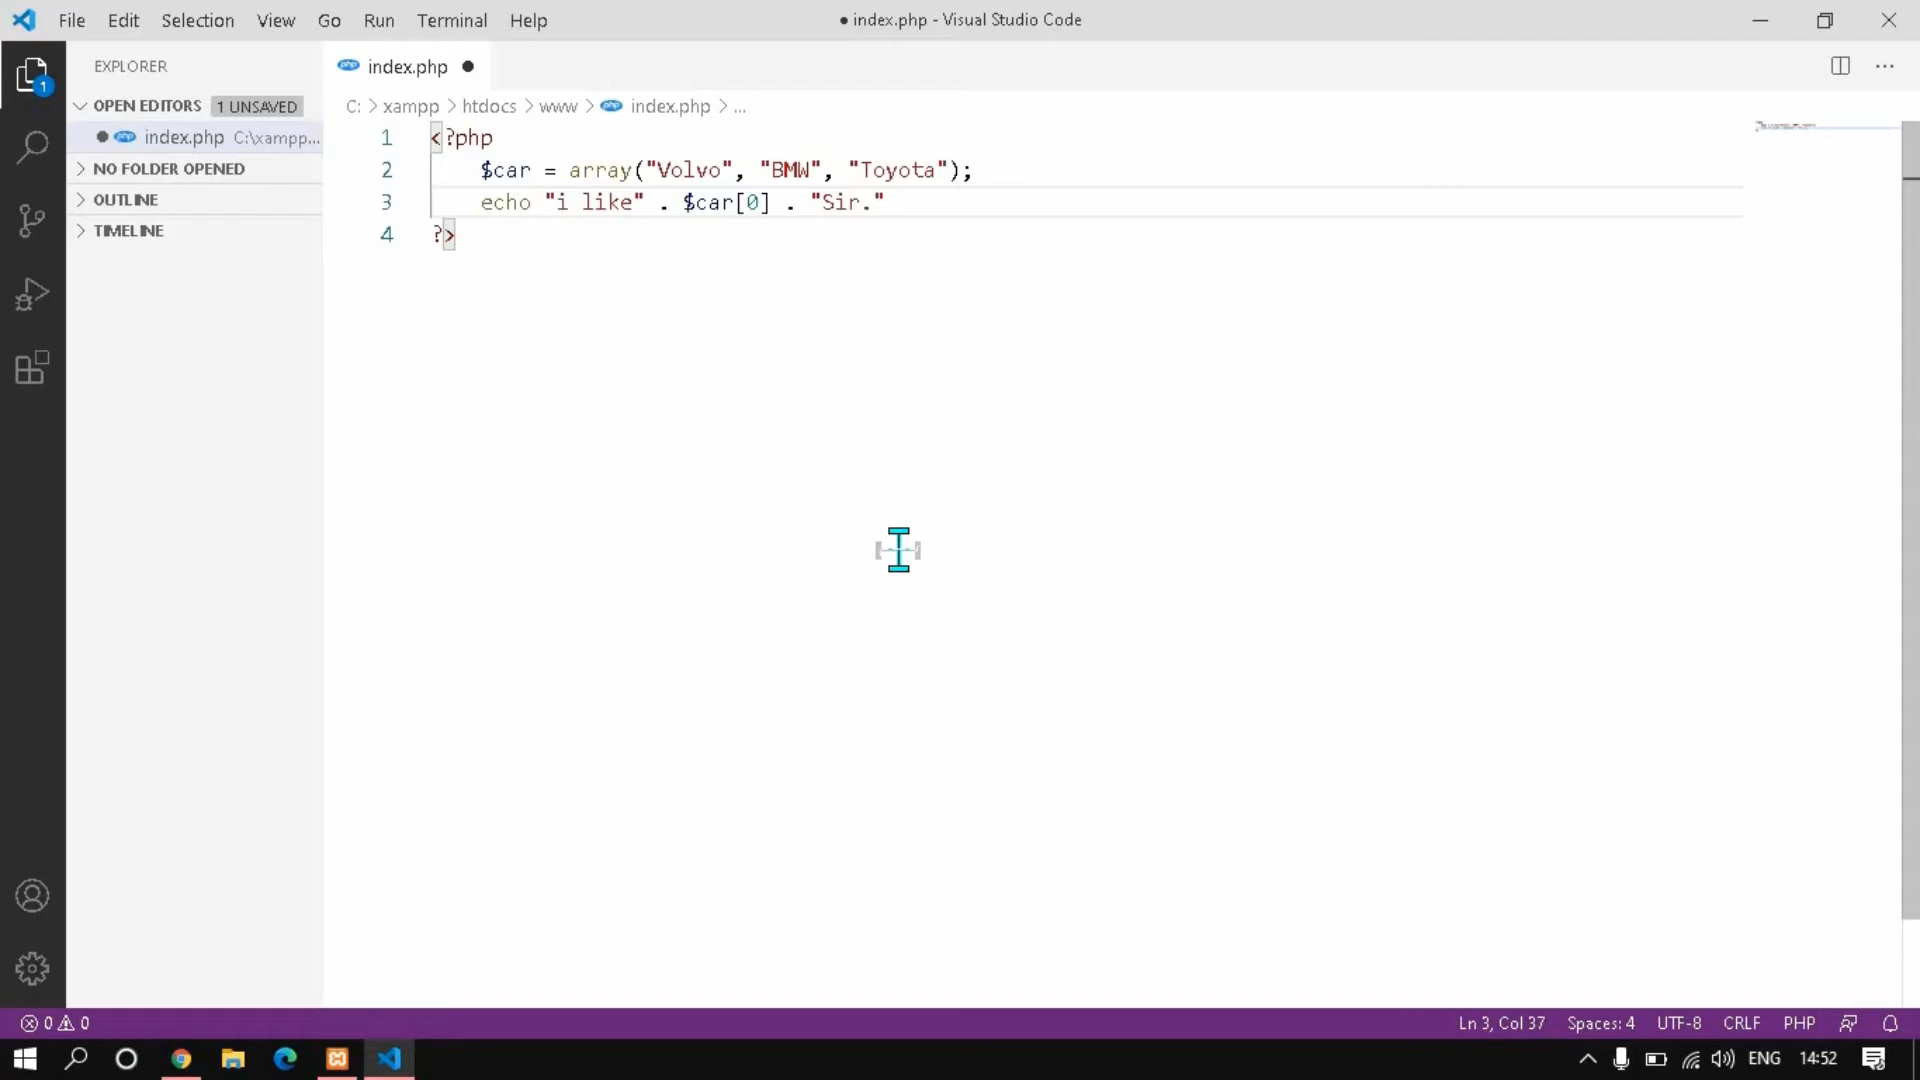 File Edit Selection View Go Run Terminal Help
● index.php - Visual Studio Code
EXPLORER
OPEN EDITORS 1 UNSAVED
● index.php C:\xampp...
NO FOLDER OPENED
OUTLINE
TIMELINE
1
index.php ●
C: > xampp > htdocs > www > index.php > ...
1 <?php
2 $car = array("Volvo", "BMW", "Toyota");
3 echo "i like" . $car[0] . "Sir."
4 ?>
0 0
Ln 3, Col 37 Spaces: 4 UTF-8 CRLF PHP
ENG 14:52